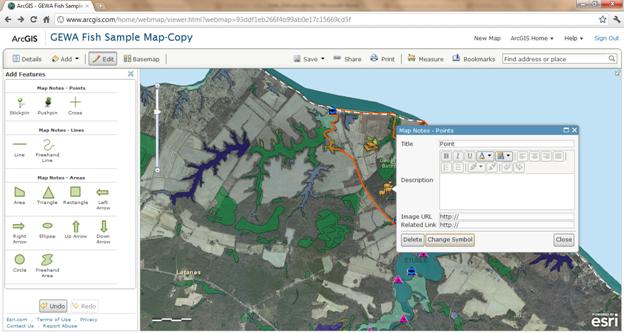 ArcGIS - GEWA Fish Sample
www.arcgis.com/home/webmap/viewer.html?webmap=93ddf1eb266f4b99ab0e17c15669cd5f
ArcGIS GEWA Fish Sample Map-Copy New Map ArcGIS Home Help Sign Out
Details Add Edit Basemap Save Share Print Measure Bookmarks Find address or place
Add Features
Map Notes - Points
Stickpin Pushpin Cross
Map Notes - Lines
Line Freehand Line
Map Notes - Areas
Area Triangle Rectangle Left Arrow
Right Arrow Ellipse Up Arrow Down Arrow
Circle Freehand Area
Undo Redo
Esri.com . Terms of Use . Privacy
Contact Us . Report Abuse
Map Notes - Points
Title Point
B I U A
Description
Image URL http://
Related Link http://
Delete Change Symbol Close
Latanes
POWERED BY
esri